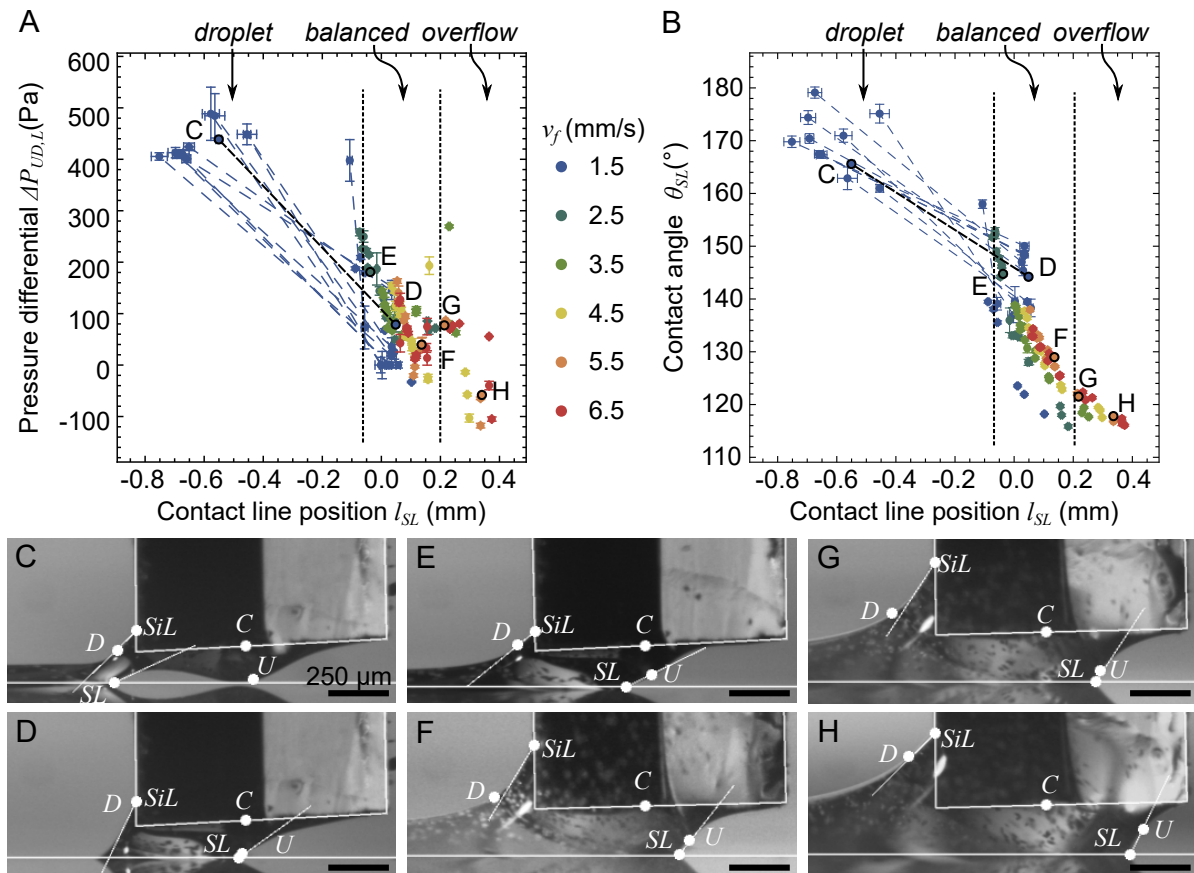 A
droplet balanced overflow
600
500
400
300
200
100
0
-100
Pressure differential ΔP_UD,L(Pa)
C
E
D
G
F
H
-0.8 -0.6 -0.4 -0.2 0.0 0.2 0.4
Contact line position l_SL (mm)
v_f (mm/s)
1.5
2.5
3.5
4.5
5.5
6.5
B
droplet balanced overflow
180
170
160
150
140
130
120
110
Contact angle θ_SL(°)
C
D
E
F
G
H
-0.8 -0.6 -0.4 -0.2 0.0 0.2 0.4
Contact line position l_SL (mm)
C
D SiL C
SL U
250 μm
E
D SiL C
SL U
G
SiL
D C
SL U
D
D SiL C
SL U
F
SiL
D C
SL U
H
SiL
D C
SL U